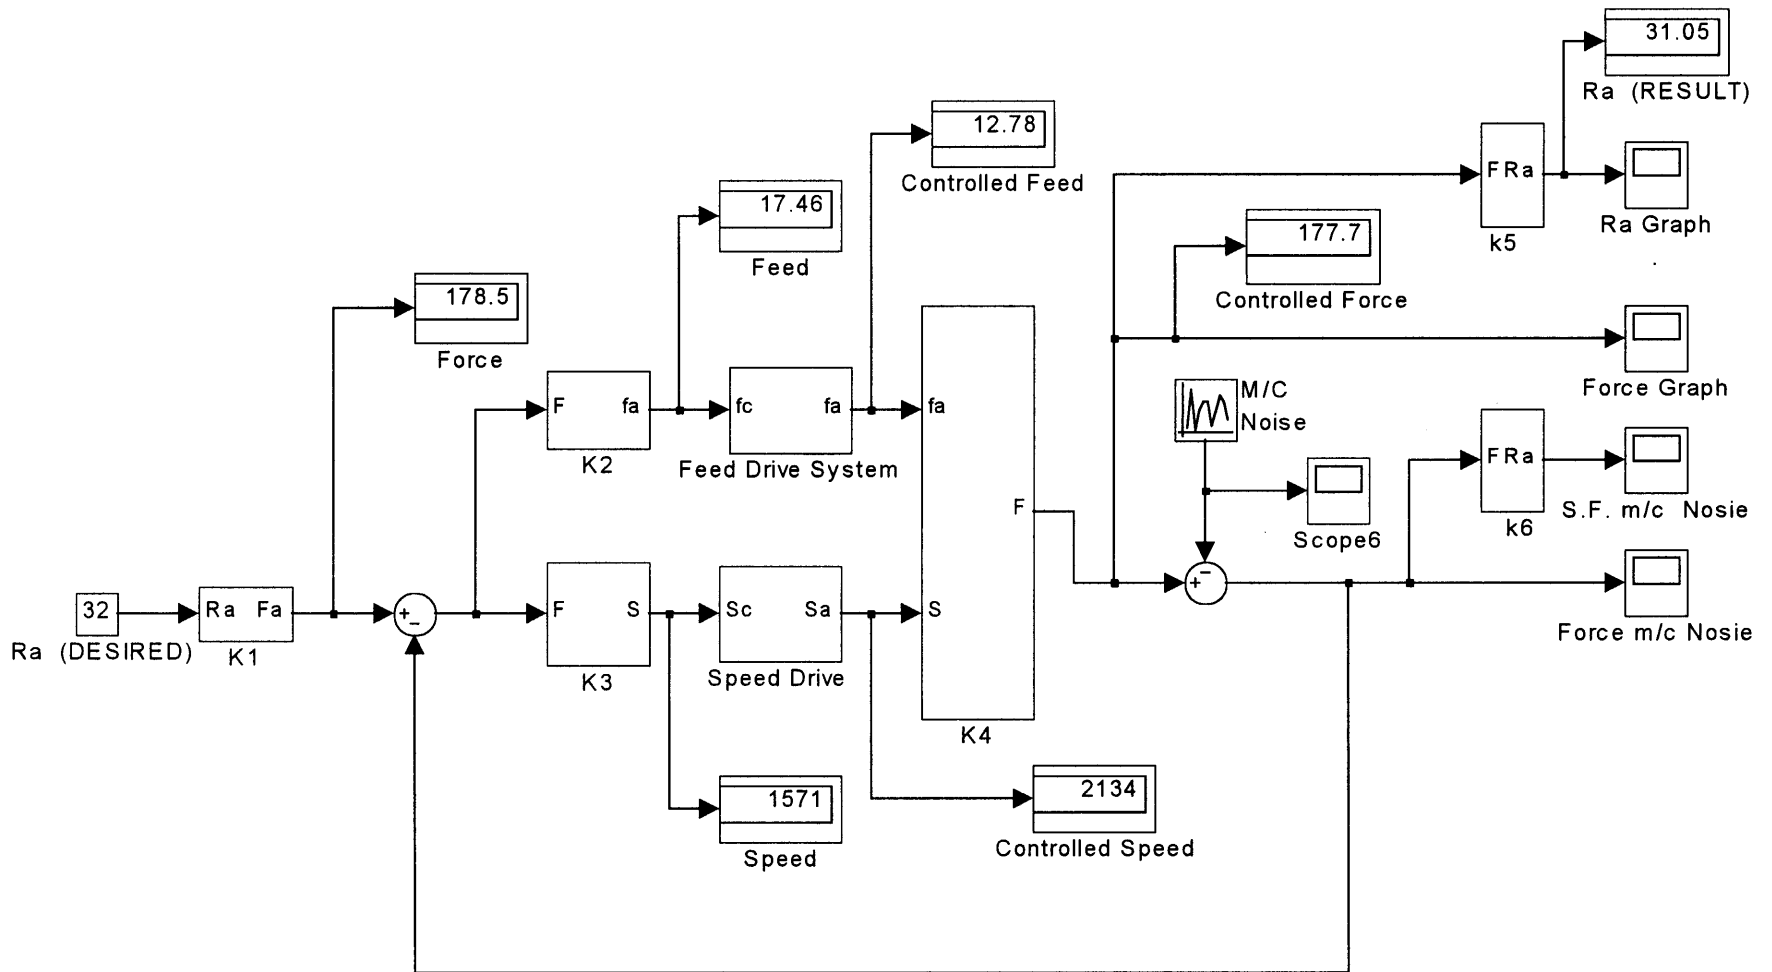 31.05
Ra (RESULT)
12.78
Controlled Feed
FRa
k5
Ra Graph
17.46
Feed
177.7
Controlled Force
178.5
Force
Force Graph
M/C
Noise
F fa
K2
fc fa
Feed Drive System
fa
F
S
K4
Scope6
FRa
k6
S.F. m/c Nosie
+
−
Force m/c Nosie
32
Ra (DESIRED)
Ra Fa
K1
+
−
F S
K3
Sc Sa
Speed Drive
1571
Speed
2134
Controlled Speed